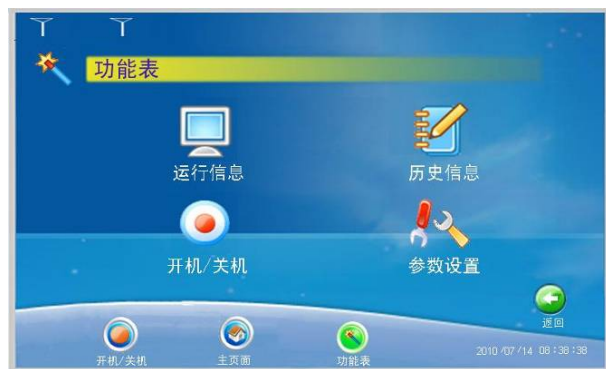 功能表
运行信息 历史信息
开机/关机 参数设置
返回
开机/关机 主页面 功能表 2010/07/14 08:38:38